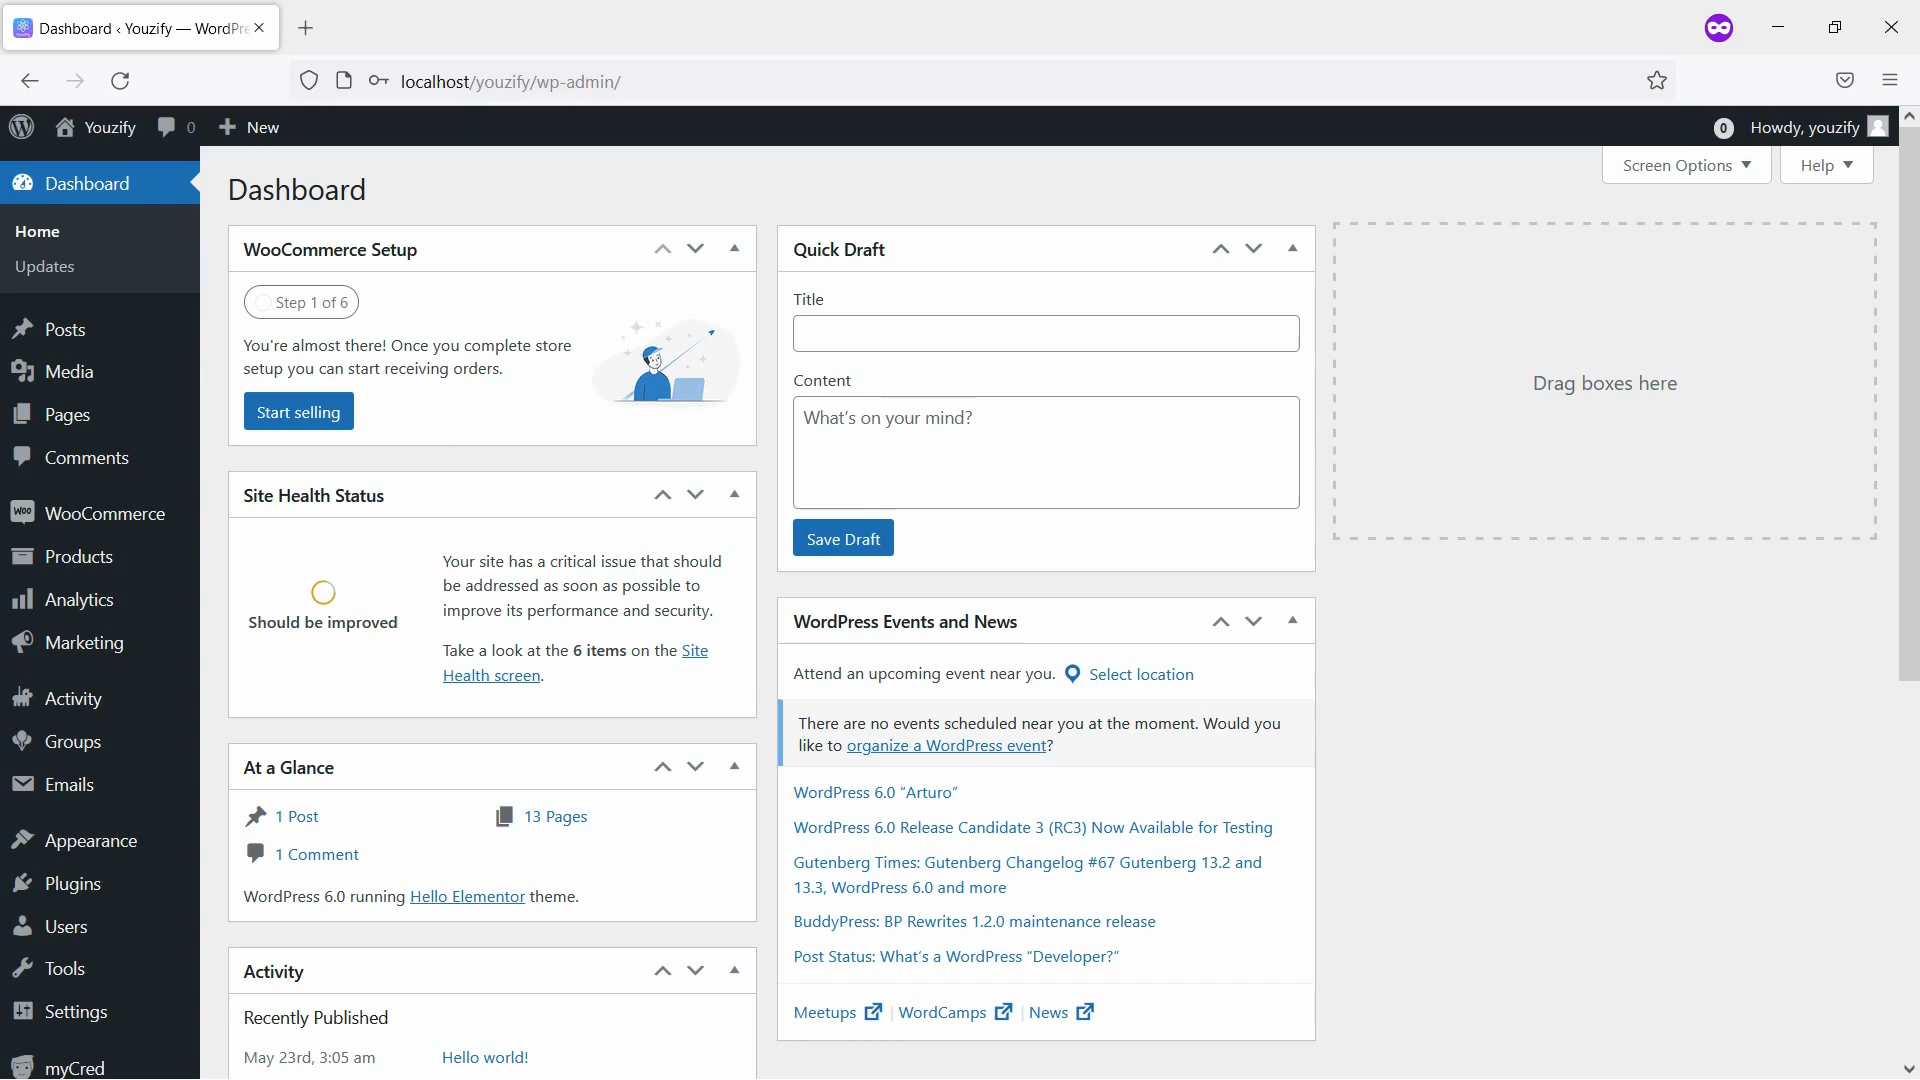 Dashboard ‹ Youzify — WordPre
localhost/youzify/wp-admin/
Youzify
0
New
0
Howdy, youzify
Screen Options
Help
Dashboard
Home
Updates
Posts
Media
Pages
Comments
Woo
WooCommerce
Products
Analytics
Marketing
Activity
Groups
Emails
Appearance
Plugins
Users
Tools
Settings
myCred
Dashboard
WooCommerce Setup
Step 1 of 6
You're almost there! Once you complete store
setup you can start receiving orders.
Start selling
Site Health Status
Should be improved
Your site has a critical issue that should
be addressed as soon as possible to
improve its performance and security.
Take a look at the 6 items on the Site
Health screen.
At a Glance
1 Post
13 Pages
1 Comment
WordPress 6.0 running Hello Elementor theme.
Activity
Recently Published
May 23rd, 3:05 am
Hello world!
Quick Draft
Title
Content
What’s on your mind?
Save Draft
WordPress Events and News
Attend an upcoming event near you.
Select location
There are no events scheduled near you at the moment. Would you
like to organize a WordPress event?
WordPress 6.0 “Arturo”
WordPress 6.0 Release Candidate 3 (RC3) Now Available for Testing
Gutenberg Times: Gutenberg Changelog #67 Gutenberg 13.2 and
13.3, WordPress 6.0 and more
BuddyPress: BP Rewrites 1.2.0 maintenance release
Post Status: What’s a WordPress “Developer?”
Meetups | WordCamps | News
Drag boxes here